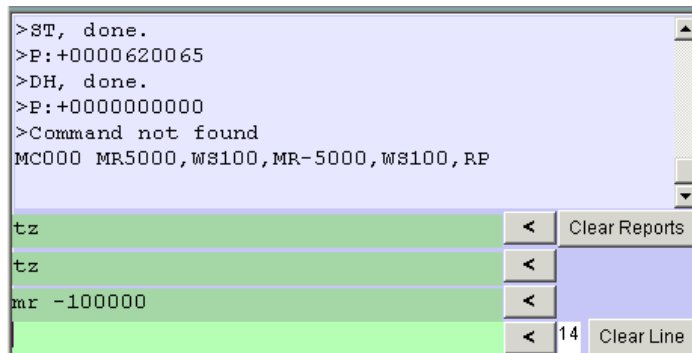 >ST, done.
>P:+0000620065
>DH, done.
>P:+0000000000
>Command not found
MC000 MR5000,WS100,MR-5000,WS100,RP
tz < Clear Reports
tz <
mr -100000 <
< 14 Clear Line